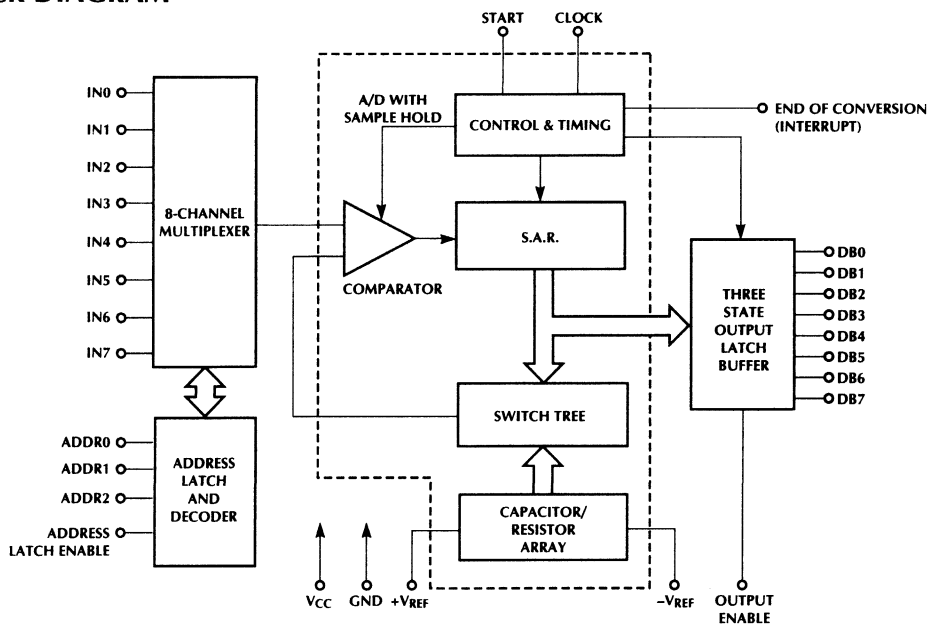 START
CLOCK
IN0
IN1
IN2
IN3
IN4
IN5
IN6
IN7
8-CHANNEL
MULTIPLEXER
A/D WITH
SAMPLE HOLD
CONTROL & TIMING
END OF CONVERSION
(INTERRUPT)
S.A.R.
COMPARATOR
THREE
STATE
OUTPUT
LATCH
BUFFER
DB0
DB1
DB2
DB3
DB4
DB5
DB6
DB7
SWITCH TREE
ADDR0
ADDR1
ADDR2
ADDRESS
LATCH ENABLE
ADDRESS
LATCH
AND
DECODER
CAPACITOR/
RESISTOR
ARRAY
VCC
GND
+VREF
–VREF
OUTPUT
ENABLE